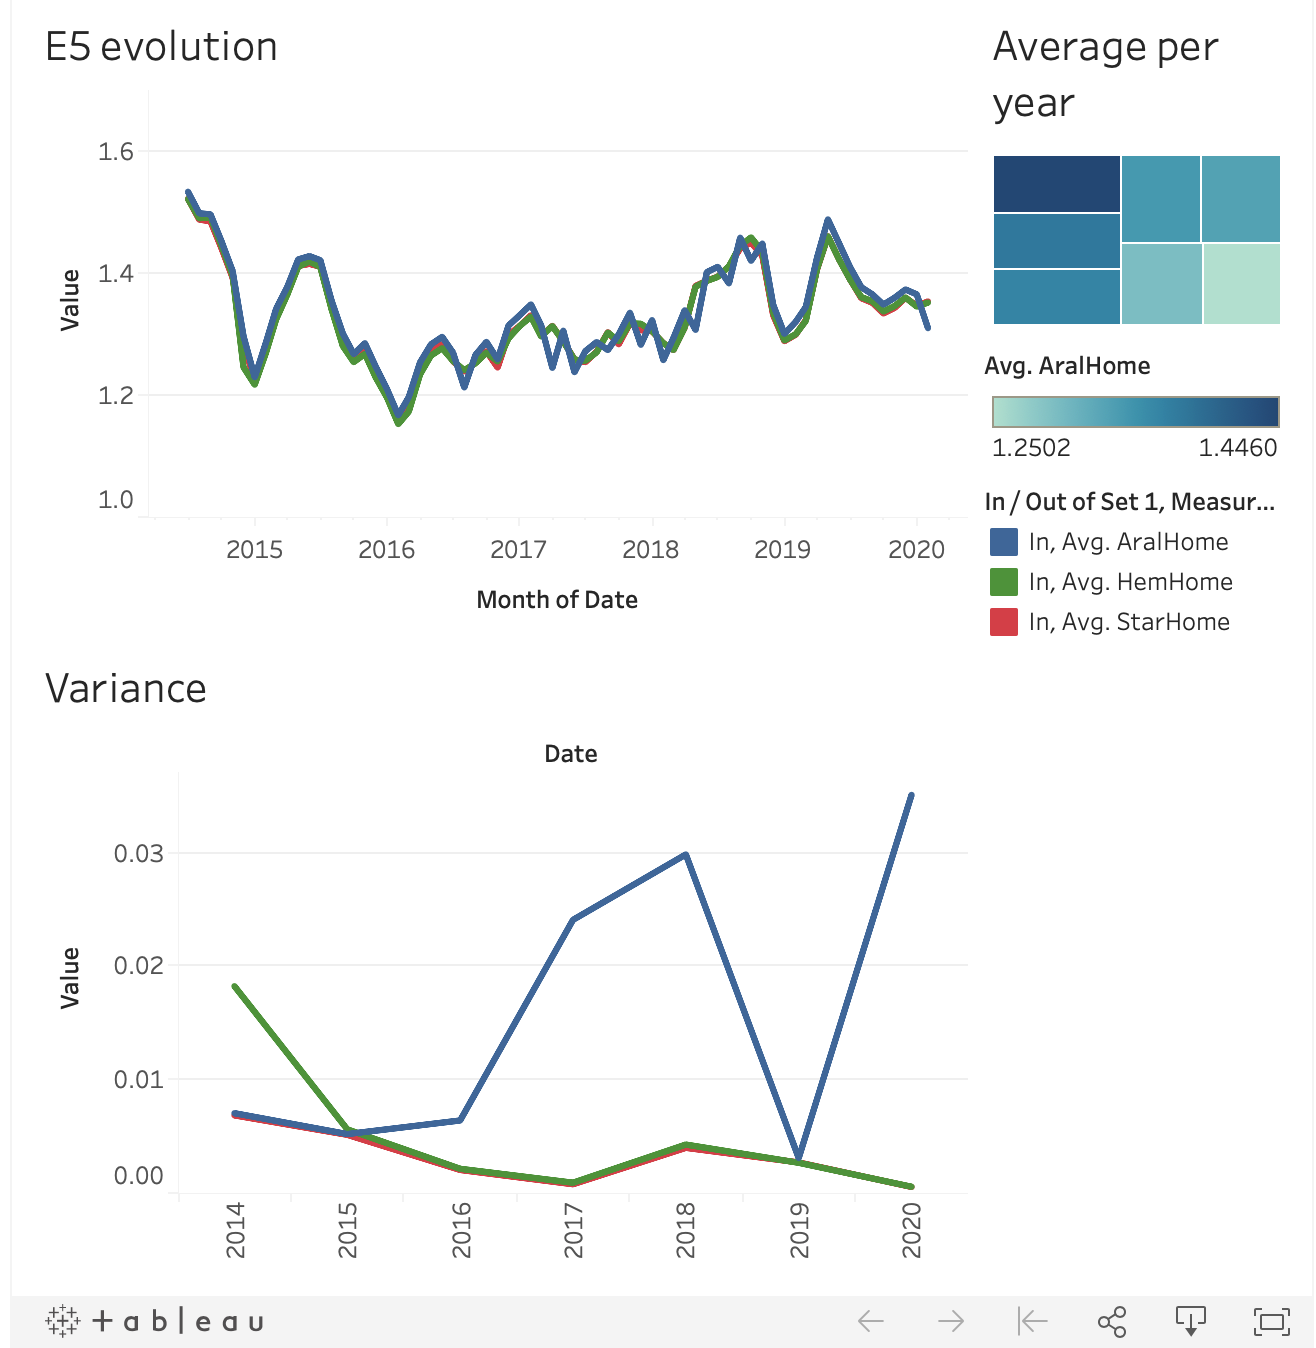 E5 evolution
1.6
1.4
1.2
1.0
Value
2015 2016 2017 2018 2019 2020
Month of Date
Average per
year
Avg. AralHome
1.2502 1.4460
In / Out of Set 1, Measur...
In, Avg. AralHome
In, Avg. HemHome
In, Avg. StarHome
Variance
Date
0.03
0.02
0.01
0.00
Value
2014 2015 2016 2017 2018 2019 2020
+ a b | e a u